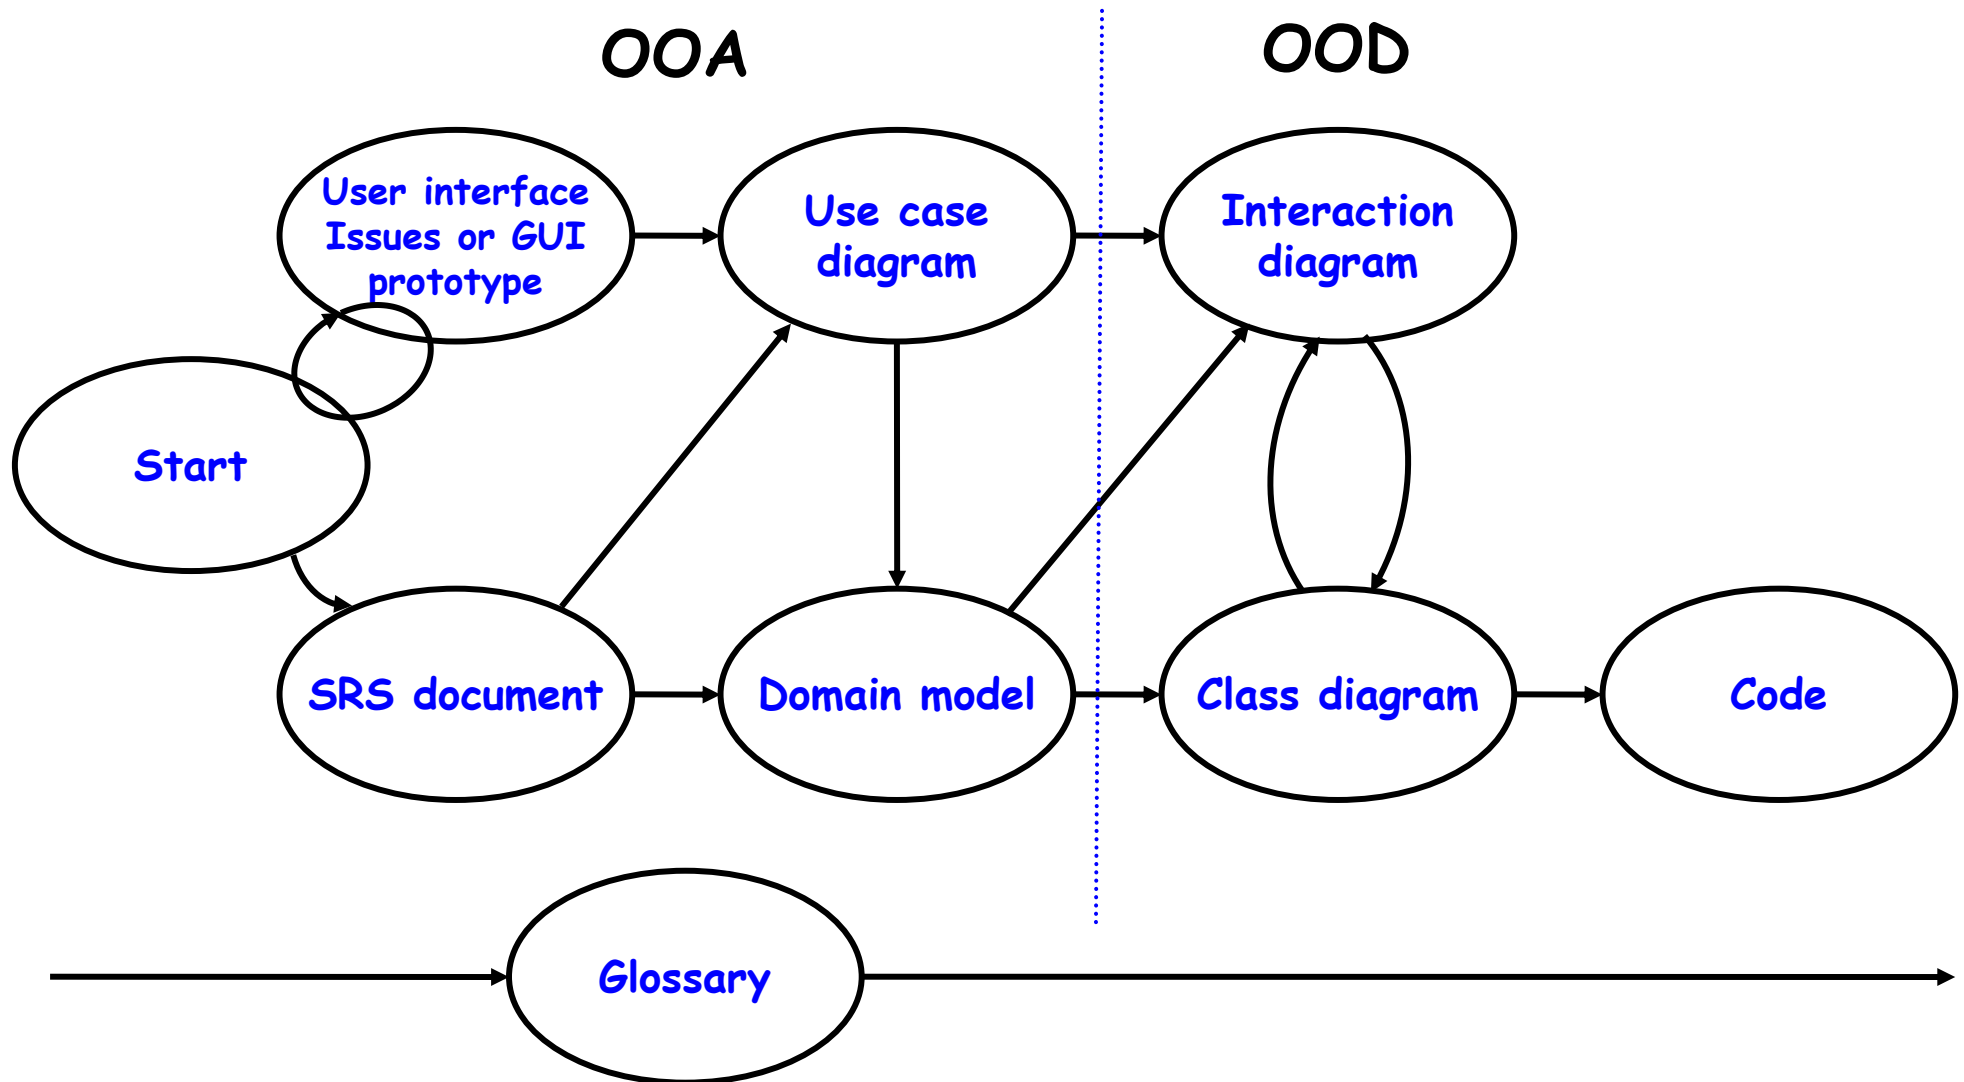 OOA
OOD
User interface
Issues or GUI
prototype
Use case
diagram
Interaction
diagram
Start
SRS document
Domain model
Class diagram
Code
Glossary